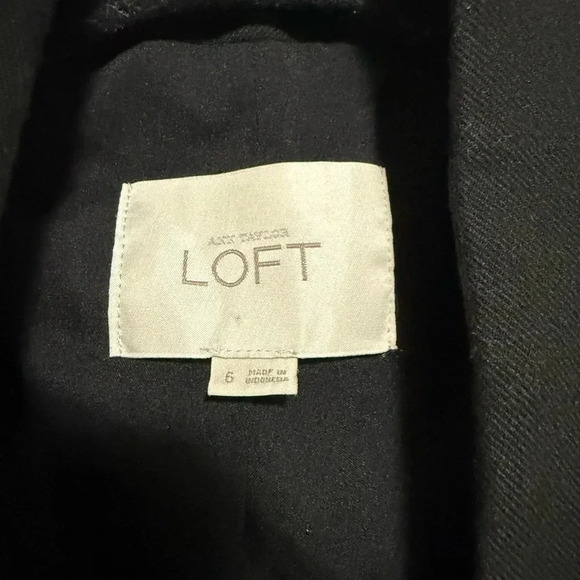 ANN TAYLOR
LOFT
6
MADE IN
INDONESIA